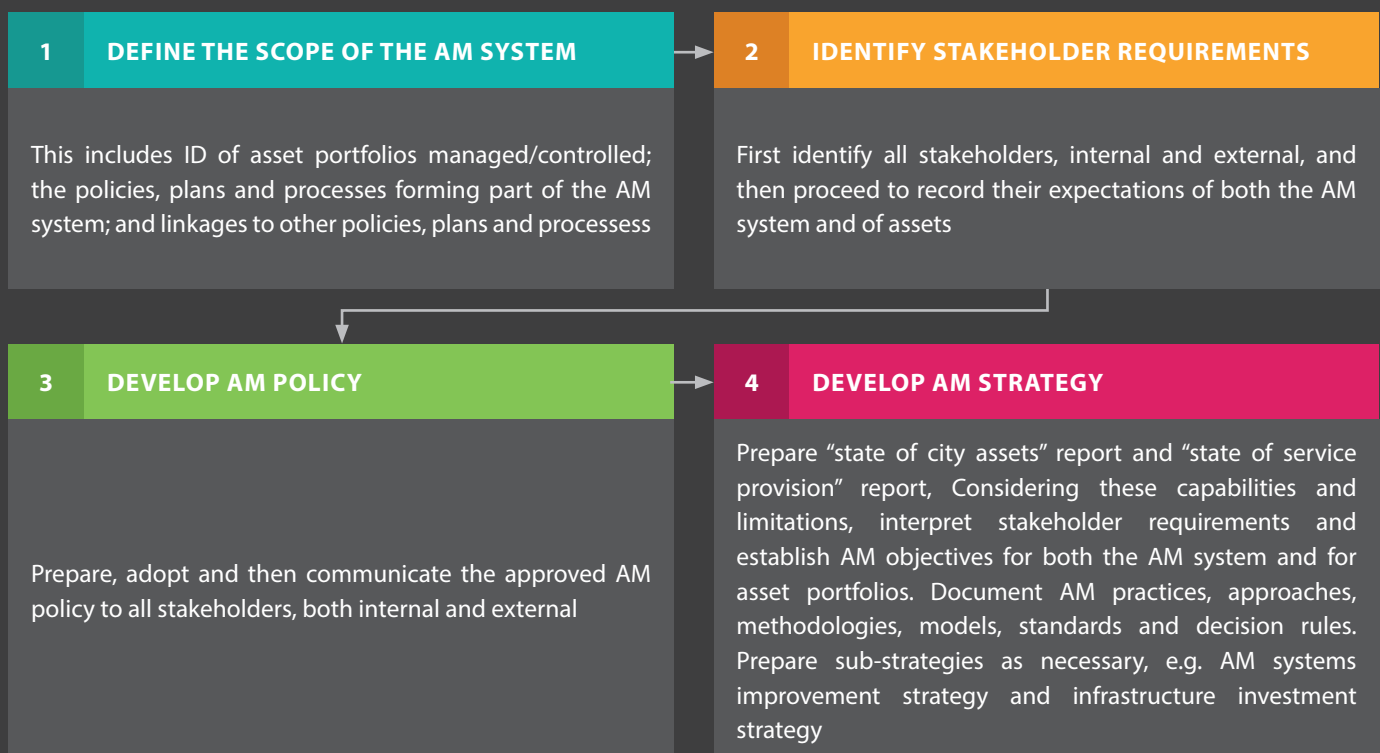 1 DEFINE THE SCOPE OF THE AM SYSTEM
This includes ID of asset portfolios managed/controlled;
the policies, plans and processes forming part of the AM
system; and linkages to other policies, plans and processess
2 IDENTIFY STAKEHOLDER REQUIREMENTS
First identify all stakeholders, internal and external, and
then proceed to record their expectations of both the AM
system and of assets
3 DEVELOP AM POLICY
Prepare, adopt and then communicate the approved AM
policy to all stakeholders, both internal and external
4 DEVELOP AM STRATEGY
Prepare “state of city assets” report and “state of service
provision” report, Considering these capabilities and
limitations, interpret stakeholder requirements and
establish AM objectives for both the AM system and for
asset portfolios. Document AM practices, approaches,
methodologies, models, standards and decision rules.
Prepare sub-strategies as necessary, e.g. AM systems
improvement strategy and infrastructure investment
strategy